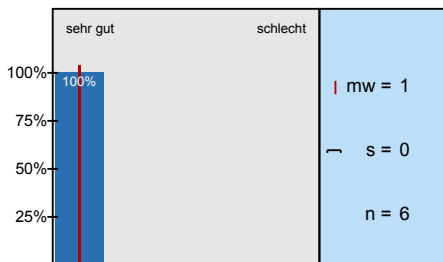 sehr gut schlecht
100%
100%
75%
50%
25%
mw = 1
s = 0
n = 6